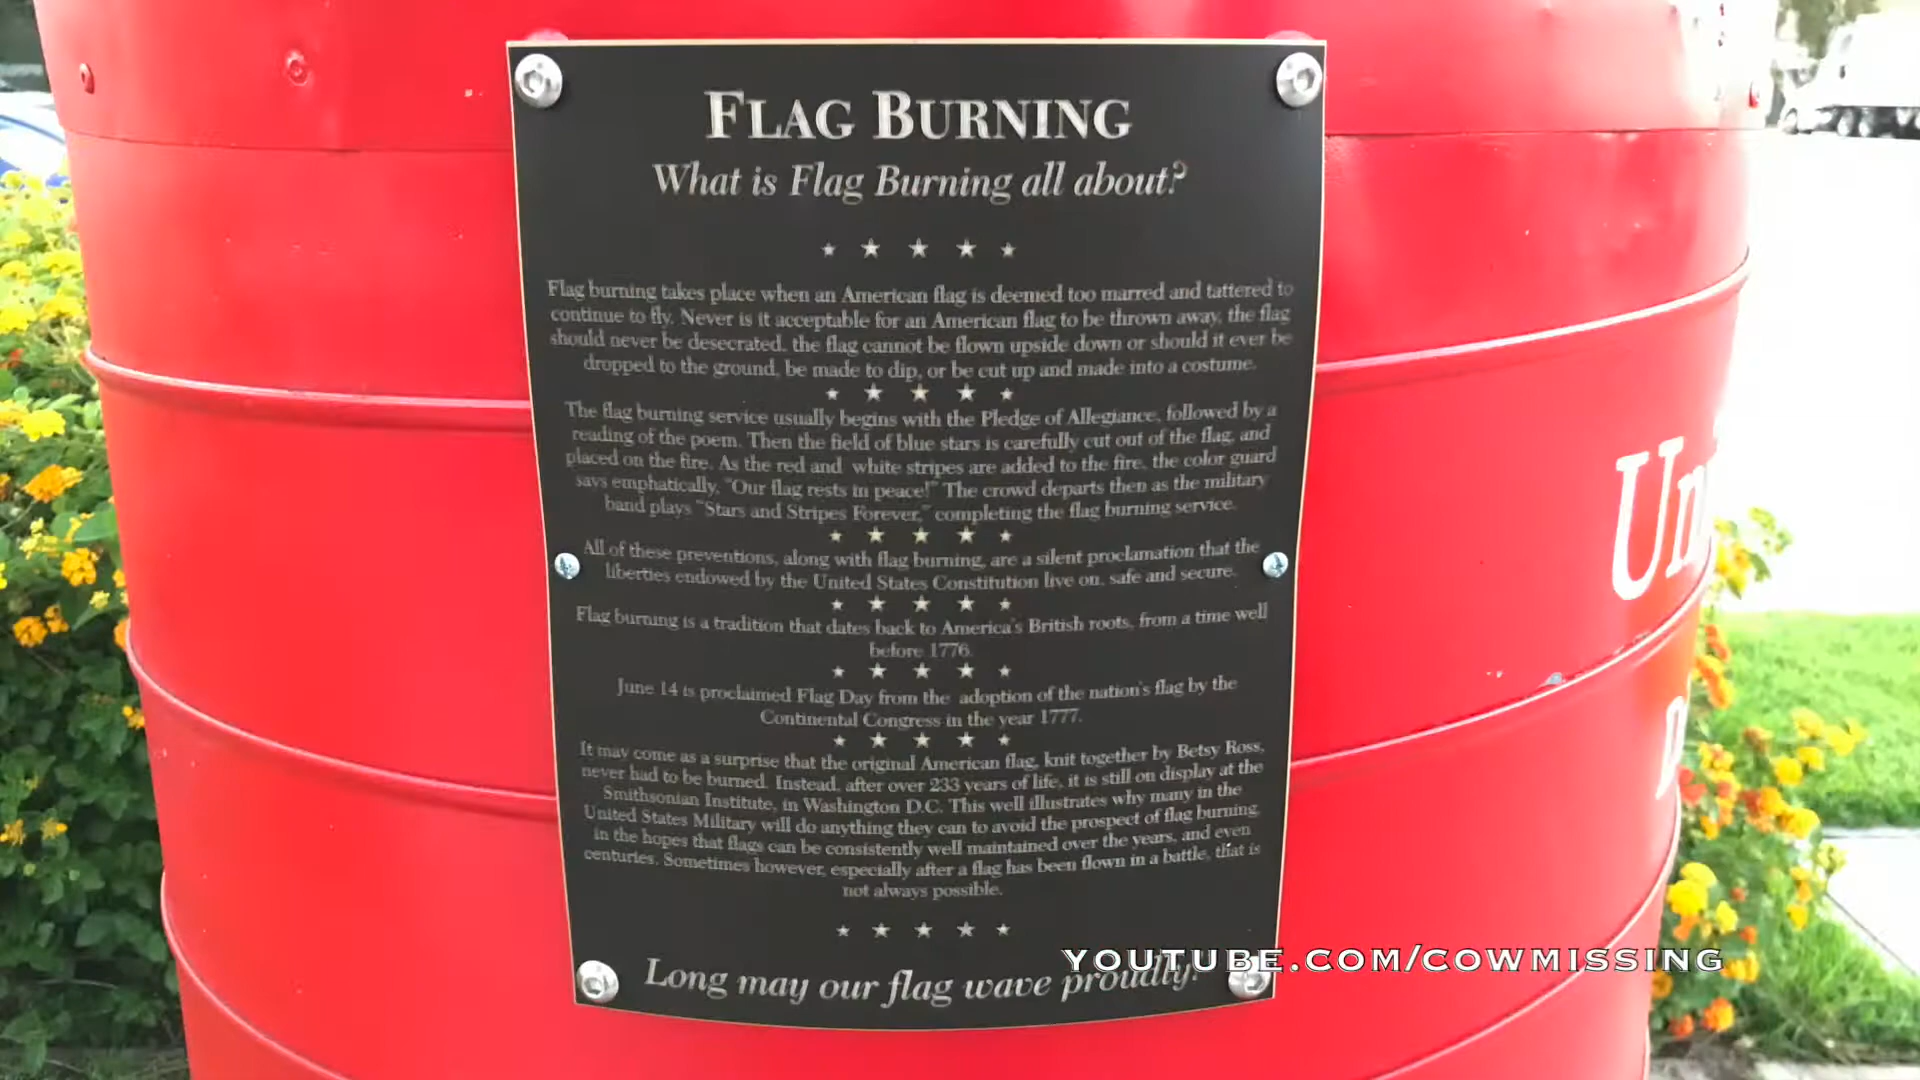 FLAG BURNING
What is Flag Burning all about?
Flag burning takes place when an American flag is deemed too marred and tattered to
continue to fly. Never is it acceptable for an American flag to be thrown away, the flag
should never be desecrated, the flag cannot be flown upside down or should it ever be
dropped to the ground, be made to dip, or be cut up and made into a costume.
The flag burning service usually begins with the Pledge of Allegiance, followed by a
reading of the poem. Then the field of blue stars is carefully cut out of the flag, and
placed on the fire. As the red and white stripes are added to the fire, the color guard
says emphatically, "Our flag rests in peace!" The crowd departs then as the military
band plays "Stars and Stripes Forever," completing the flag burning service.
All of these preventions, along with flag burning, are a silent proclamation that the
liberties endowed by the United States Constitution live on, safe and secure.
Flag burning is a tradition that dates back to America's British roots, from a time well
before 1776.
June 14 is proclaimed Flag Day from the adoption of the nation's flag by the
Continental Congress in the year 1777.
It may come as a surprise that the original American flag, knit together by Betsy Ross,
never had to be burned. Instead, after over 233 years of life, it is still on display at the
Smithsonian Institute, in Washington D.C. This well illustrates why many in the
United States Military will do anything they can to avoid the prospect of flag burning,
in the hopes that flags can be consistently well maintained over the years, and even
centuries. Sometimes however, especially after a flag has been flown in a battle, that is
not always possible.
Long may our flag wave proudly!
YOUTUBE.COM/COWMISSING